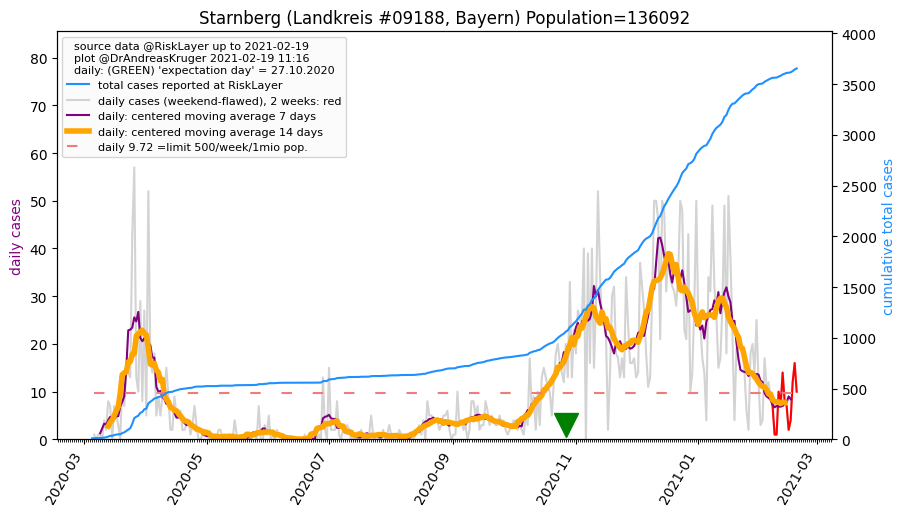 Starnberg (Landkreis #09188, Bayern) Population=136092
source data @RiskLayer up to 2021-02-19
plot @DrAndreasKruger 2021-02-19 11:16
daily: (GREEN) 'expectation day' = 27.10.2020
total cases reported at RiskLayer
daily cases (weekend-flawed), 2 weeks: red
daily: centered moving average 7 days
daily: centered moving average 14 days
daily 9.72 =limit 500/week/1mio pop.
daily cases
80
70
60
50
40
30
20
10
0
cumulative total cases
4000
3500
3000
2500
2000
1500
1000
500
0
2020-03
2020-05
2020-07
2020-09
2020-11
2021-01
2021-03